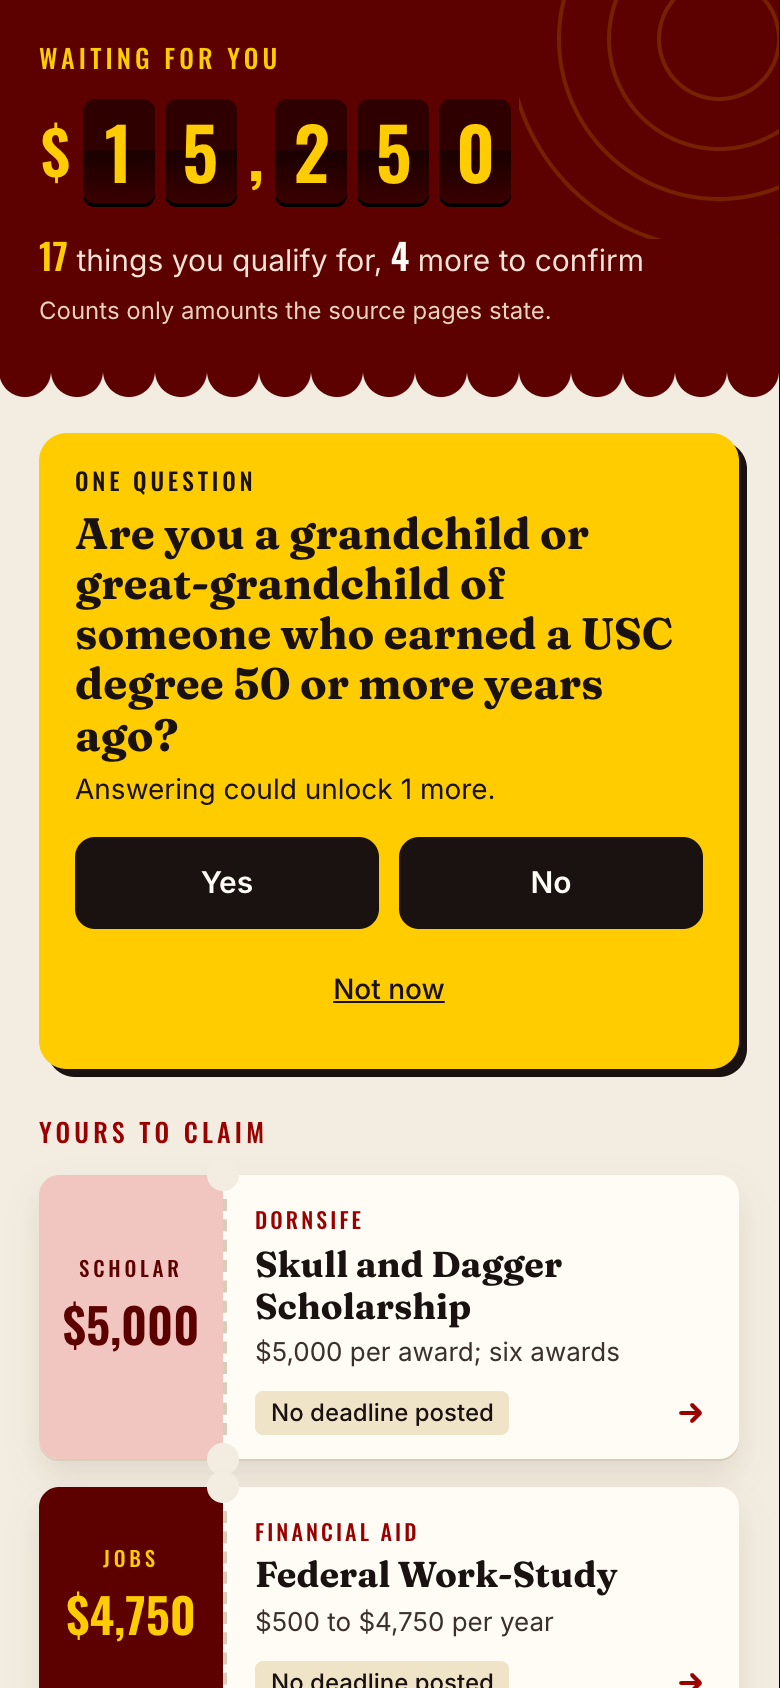 WAITING FOR YOU
$15,250
17 things you qualify for, 4 more to confirm
Counts only amounts the source pages state.
ONE QUESTION
Are you a grandchild or
great-grandchild of
someone who earned a USC
degree 50 or more years
ago?
Answering could unlock 1 more.
Yes
No
Not now
YOURS TO CLAIM
SCHOLAR
$5,000
DORNSIFE
Skull and Dagger
Scholarship
$5,000 per award; six awards
No deadline posted
JOBS
$4,750
FINANCIAL AID
Federal Work-Study
$500 to $4,750 per year
No deadline posted